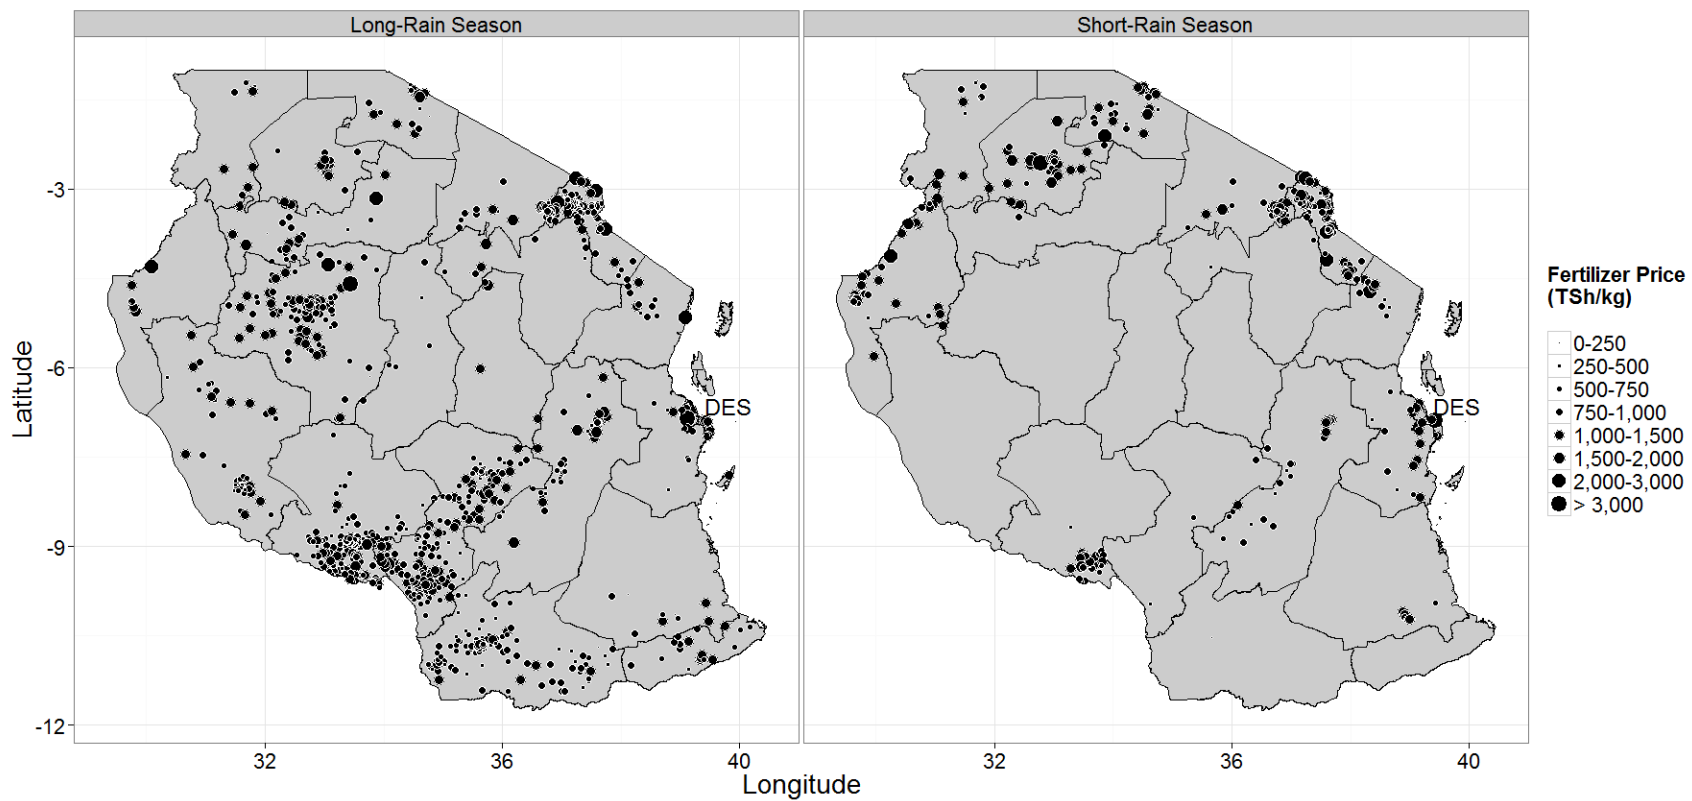 Long-Rain Season
Short-Rain Season
-3
-6
-9
-12
Latitude
DES
DES
32
36
40
32
36
40
Longitude
Fertilizer Price
(TSh/kg)
0-250
250-500
500-750
750-1,000
1,000-1,500
1,500-2,000
2,000-3,000
> 3,000